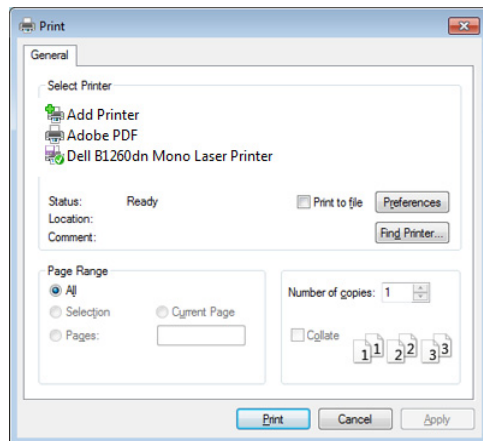 Print
General
Select Printer
Add Printer
Adobe PDF
Dell B1260dn Mono Laser Printer
Status: Ready
Print to file
Preferences
Location:
Comment:
Find Printer...
Page Range
All
Selection
Current Page
Pages:
Number of copies: 1
Collate
1 1 2 2 3 3
Print
Cancel
Apply